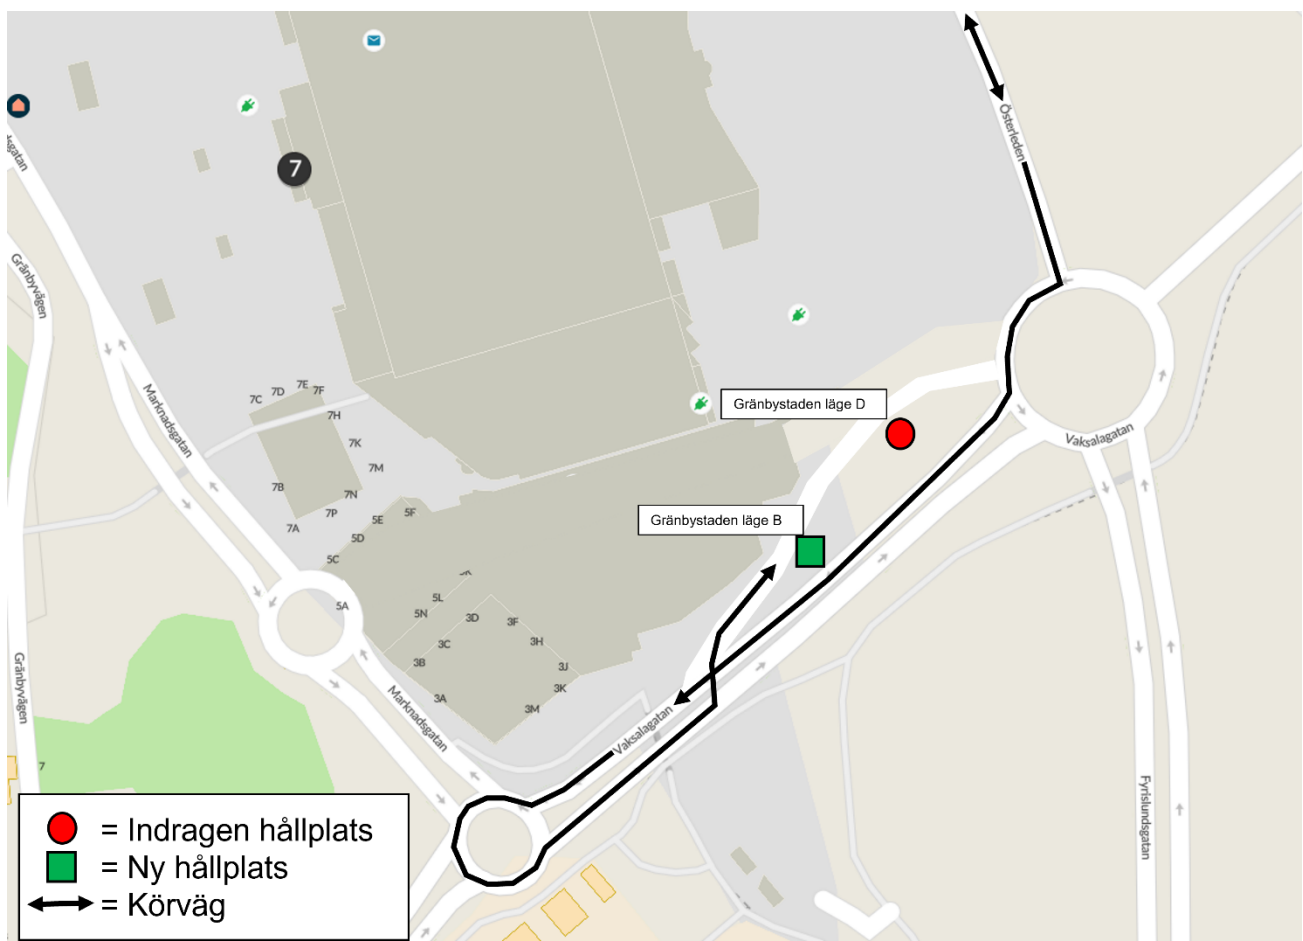 Österleden
7
Gränbyvägen
Marknadsgatan
7C
7D
7E
7F
7H
7K
7M
7N
7P
7B
7A
Gränbystaden läge D
Vaksalagatan
Gränbystaden läge B
5F
5E
5D
5C
5A
5L
5N
3D
3F
3C
3H
3B
3J
3A
3K
3M
Gränbyvägen
Marknadsgatan
Vaksalagatan
Fyrislundsgatan
7
= Indragen hållplats
= Ny hållplats
= Körväg